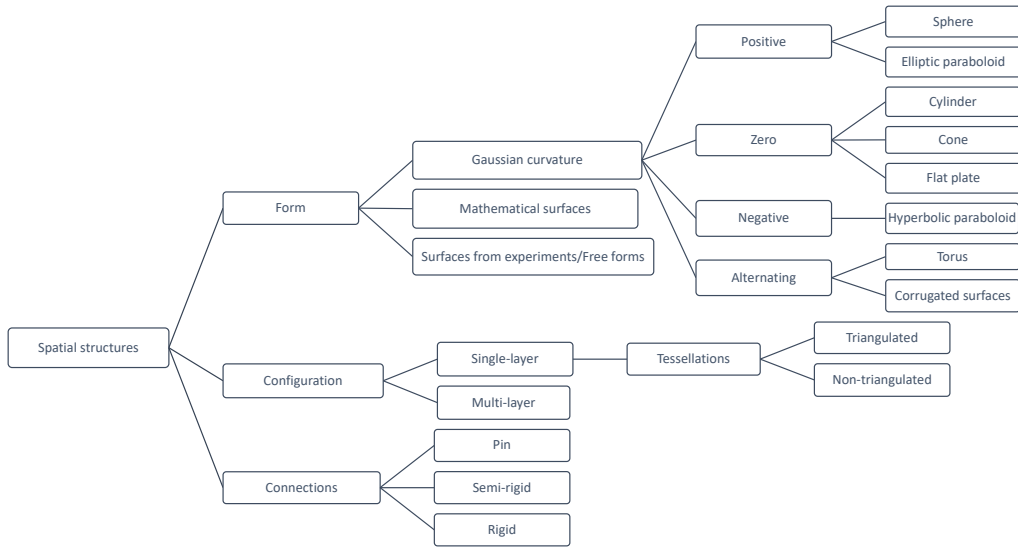 Spatial structures
Form
Gaussian curvature
Positive
Sphere
Elliptic paraboloid
Zero
Cylinder
Cone
Flat plate
Negative
Hyperbolic paraboloid
Alternating
Torus
Corrugated surfaces
Mathematical surfaces
Surfaces from experiments/Free forms
Configuration
Single-layer
Tessellations
Triangulated
Non-triangulated
Multi-layer
Connections
Pin
Semi-rigid
Rigid